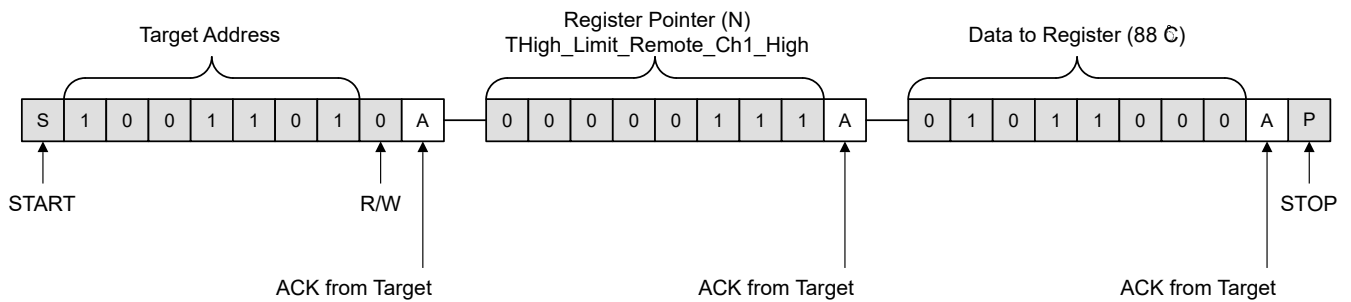 Target Address
Register Pointer (N)
THigh_Limit_Remote_Ch1_High
Data to Register (88 °C)
S 1 0 0 1 1 0 1 0 A 0 0 0 0 0 1 1 1 A 0 1 0 1 1 0 0 0 A P
START R/W STOP
ACK from Target ACK from Target ACK from Target